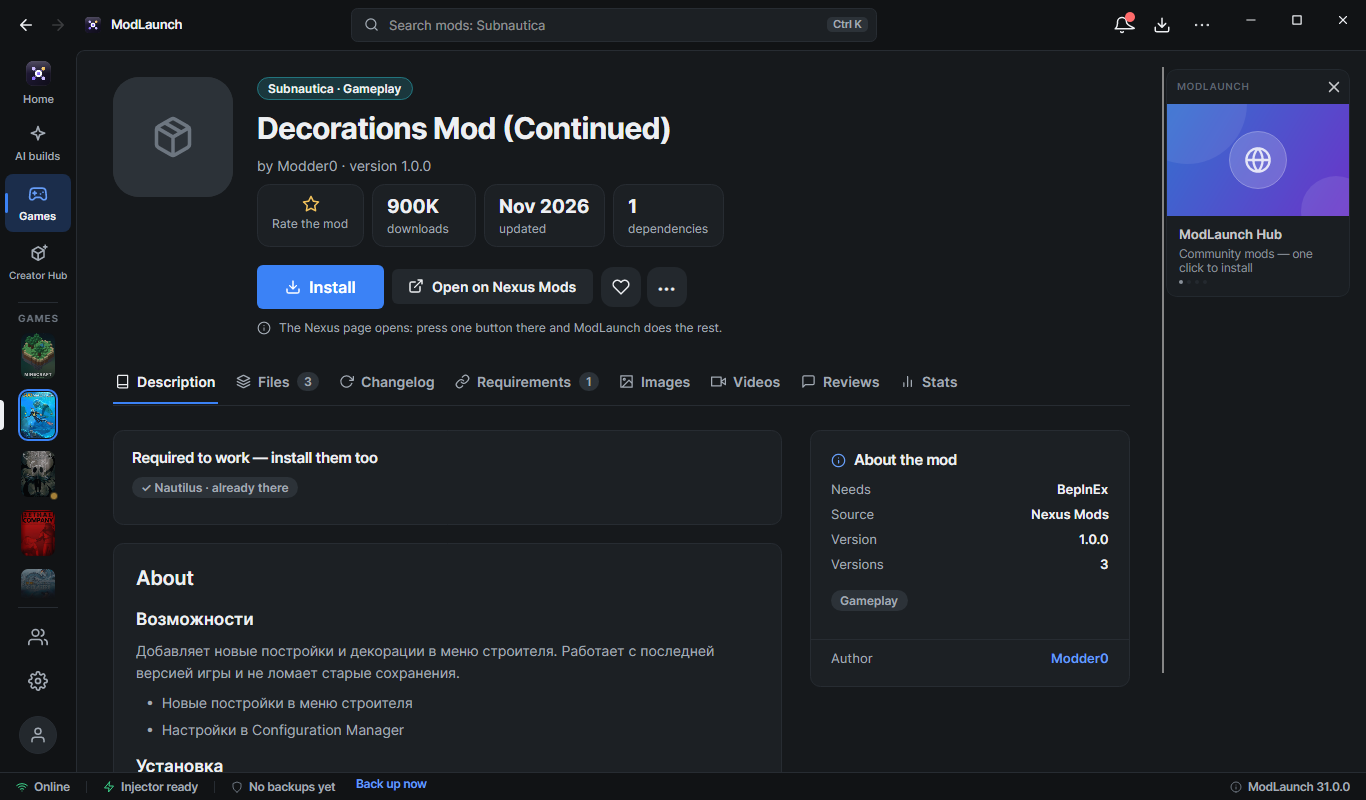 ModLaunch
Search mods: Subnautica
Ctrl K
Home
AI builds
Games
Creator Hub
GAMES
MINECRAFT
LETHAL
COMPANY
Subnautica · Gameplay
Decorations Mod (Continued)
by Modder0 · version 1.0.0
Rate the mod
900K
downloads
Nov 2026
updated
1
dependencies
Install
Open on Nexus Mods
The Nexus page opens: press one button there and ModLaunch does the rest.
Description
Files 3
Changelog
Requirements 1
Images
Videos
Reviews
Stats
Required to work — install them too
Nautilus · already there
About
Возможности
Добавляет новые постройки и декорации в меню строителя. Работает с последней
версией игры и не ломает старые сохранения.
• Новые постройки в меню строителя
• Настройки в Configuration Manager
Установка
About the mod
Needs BepInEx
Source Nexus Mods
Version 1.0.0
Versions 3
Gameplay
Author Modder0
MODLAUNCH
ModLaunch Hub
Community mods — one
click to install
Online
Injector ready
No backups yet
Back up now
ModLaunch 31.0.0